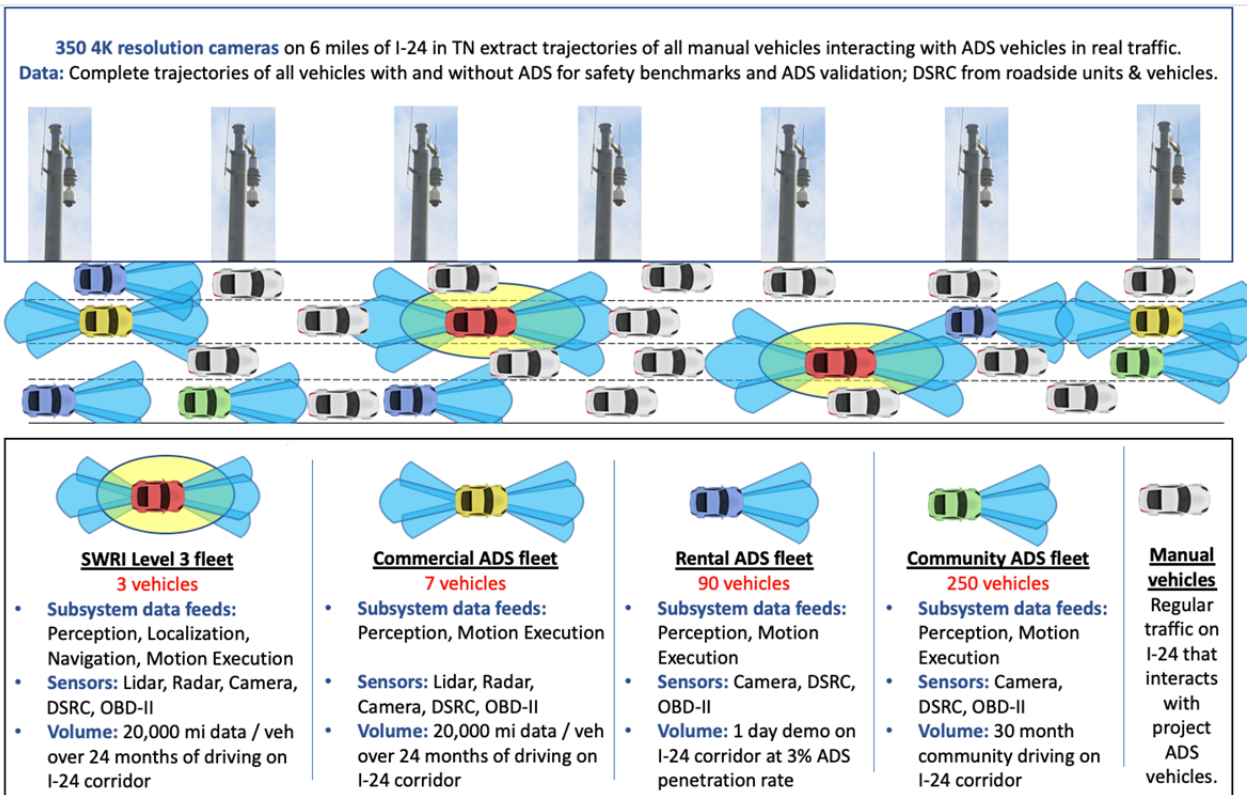 350 4K resolution cameras on 6 miles of I-24 in TN extract trajectories of all manual vehicles interacting with ADS vehicles in real traffic.
Data: Complete trajectories of all vehicles with and without ADS for safety benchmarks and ADS validation; DSRC from roadside units & vehicles.
SWRI Level 3 fleet
3 vehicles
• Subsystem data feeds:
Perception, Localization,
Navigation, Motion Execution
• Sensors: Lidar, Radar, Camera,
DSRC, OBD-II
• Volume: 20,000 mi data / veh
over 24 months of driving on
I-24 corridor
Commercial ADS fleet
7 vehicles
• Subsystem data feeds:
Perception, Motion Execution
• Sensors: Lidar, Radar,
Camera, DSRC, OBD-II
• Volume: 20,000 mi data / veh
over 24 months of driving on
I-24 corridor
Rental ADS fleet
90 vehicles
• Subsystem data feeds:
Perception, Motion
Execution
• Sensors: Camera, DSRC,
OBD-II
• Volume: 1 day demo on
I-24 corridor at 3% ADS
penetration rate
Community ADS fleet
250 vehicles
• Subsystem data feeds:
Perception, Motion
Execution
• Sensors: Camera,
DSRC, OBD-II
• Volume: 30 month
community driving on
I-24 corridor
Manual
vehicles
Regular
traffic on
I-24 that
interacts
with
project
ADS
vehicles.